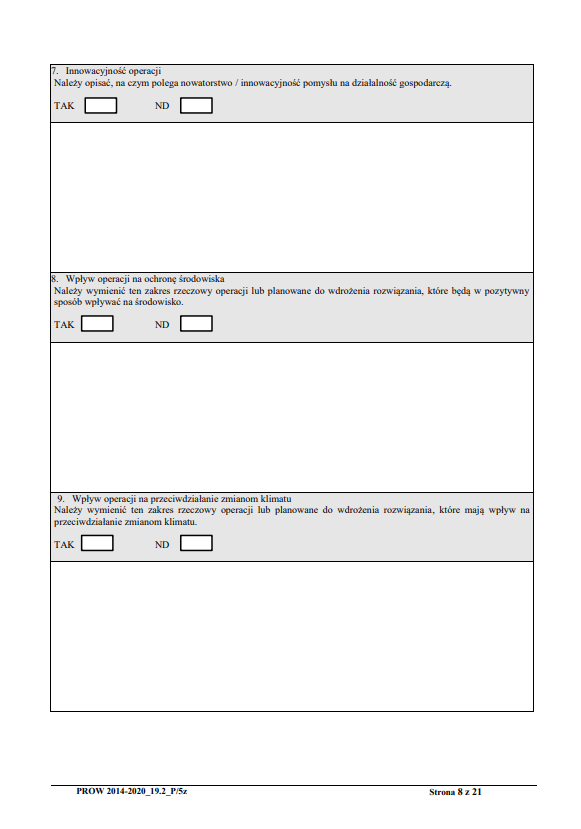 7. Innowacyjność operacji
Należy opisać, na czym polega nowatorstwo / innowacyjność pomysłu na działalność gospodarczą.
TAK ND
8. Wpływ operacji na ochronę środowiska
Należy wymienić ten zakres rzeczowy operacji lub planowane do wdrożenia rozwiązania, które będą w pozytywny
sposób wpływać na środowisko.
TAK ND
9. Wpływ operacji na przeciwdziałanie zmianom klimatu
Należy wymienić ten zakres rzeczowy operacji lub planowane do wdrożenia rozwiązania, które mają wpływ na
przeciwdziałanie zmianom klimatu.
TAK ND
PROW 2014-2020_19.2_P/5z Strona 8 z 21